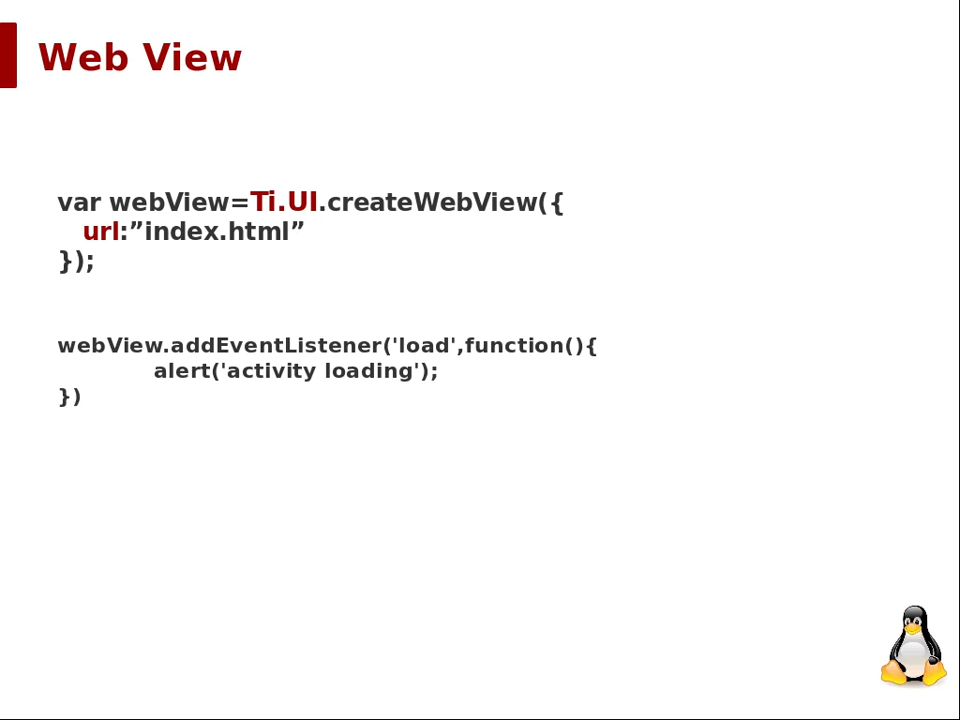 Web View
var webView=Ti.UI.createWebView({
url:”index.html”
});
webView.addEventListener('load',function(){
alert('activity loading');
})